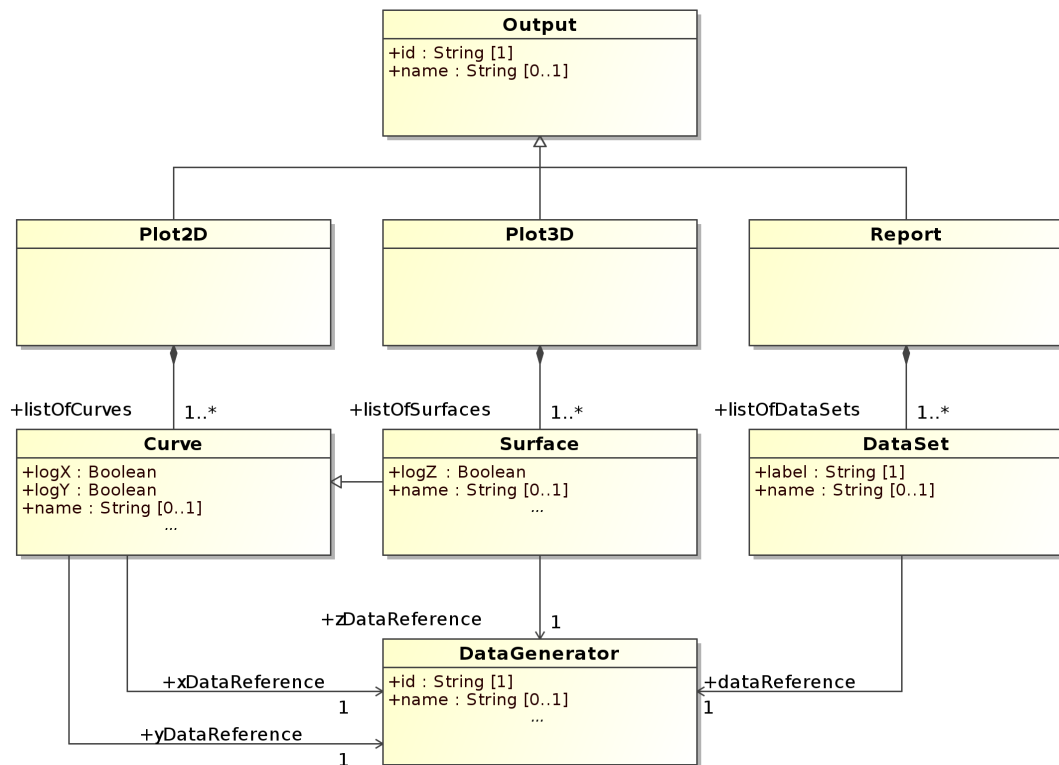 Output
+id : String [1]
+name : String [0..1]
Plot2D
Plot3D
Report
+listOfCurves
1..*
+listOfSurfaces
1..*
+listOfDataSets
1..*
Curve
+logX : Boolean
+logY : Boolean
+name : String [0..1]
...
Surface
+logZ : Boolean
+name : String [0..1]
...
DataSet
+label : String [1]
+name : String [0..1]
+zDataReference
1
DataGenerator
+id : String [1]
+name : String [0..1]
...
+xDataReference
1
+yDataReference
1
+dataReference
1